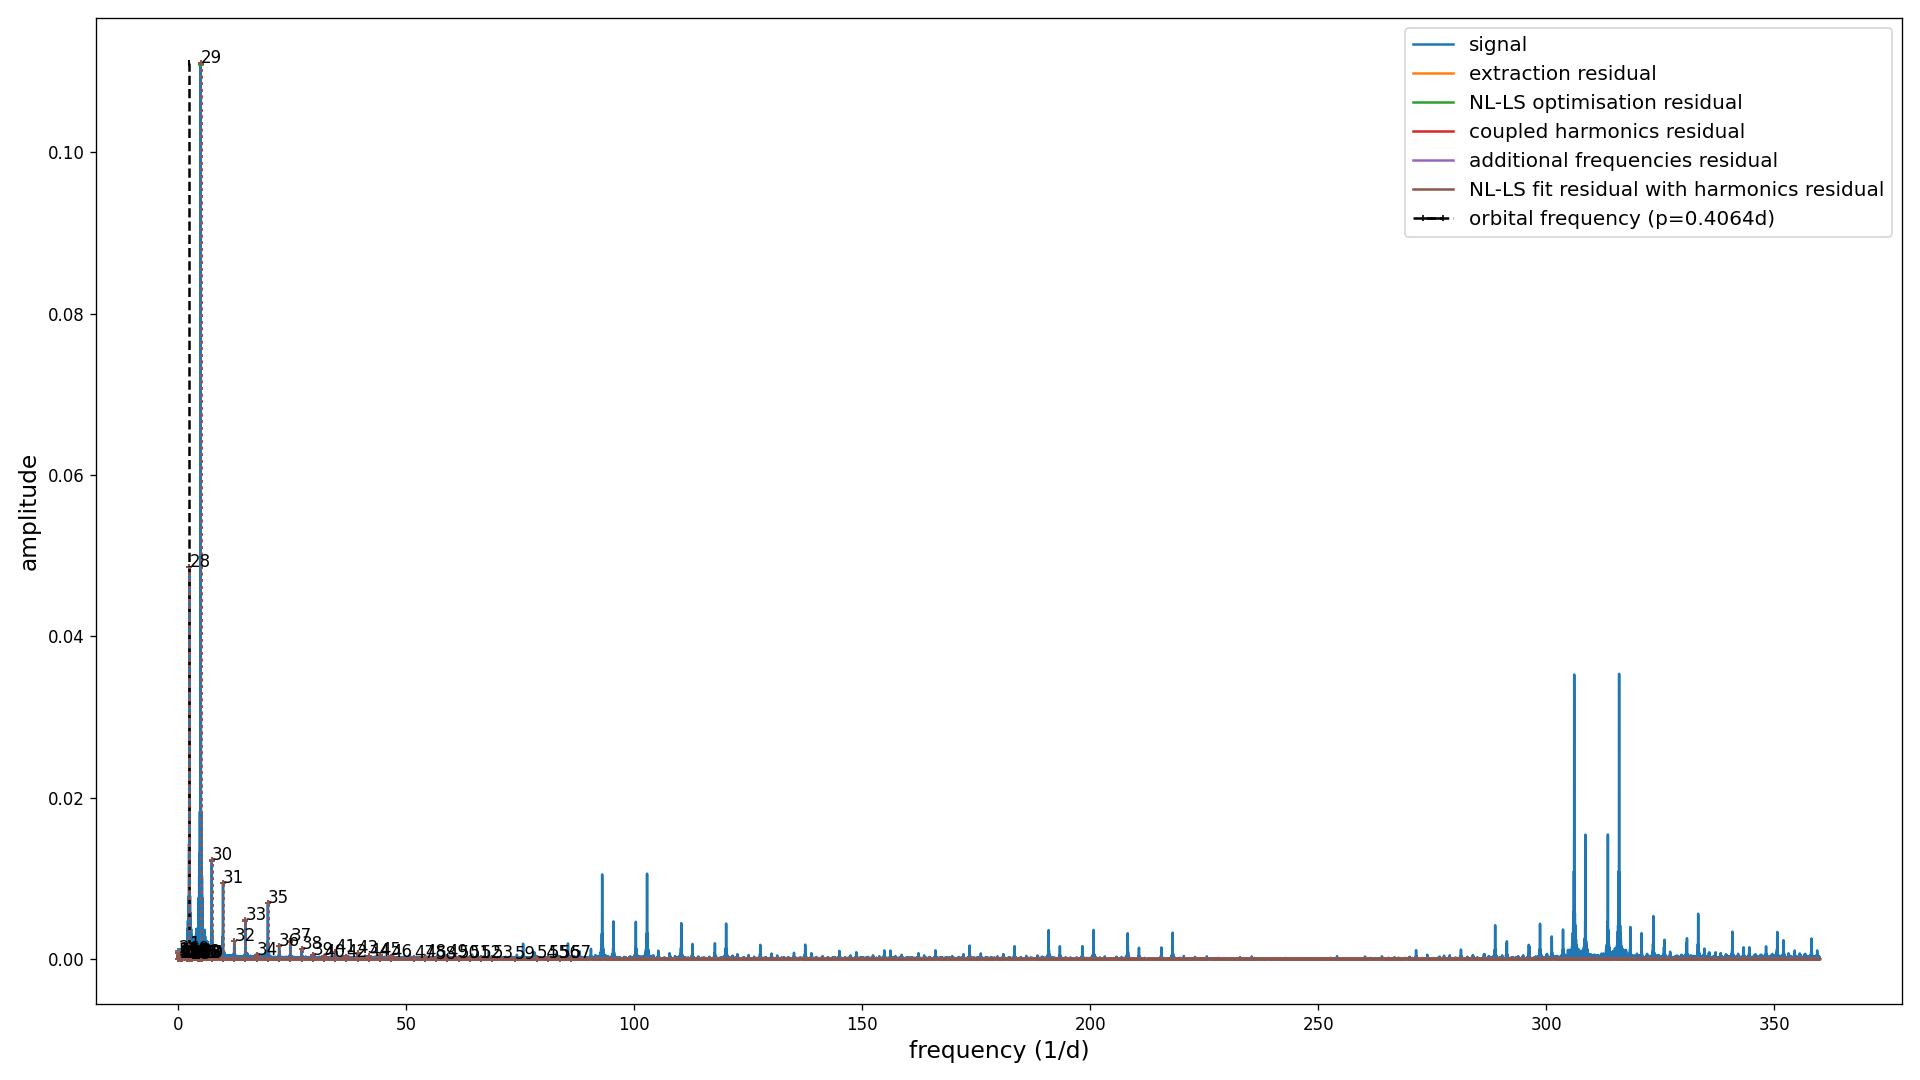 signal
extraction residual
NL-LS optimisation residual
coupled harmonics residual
additional frequencies residual
NL-LS fit residual with harmonics residual
orbital frequency (p=0.4064d)
amplitude
0.10
0.08
0.06
0.04
0.02
0.00
29
28
30
31
32
33
34
35
36
37
38
0 50 100 150 200 250 300 350
frequency (1/d)